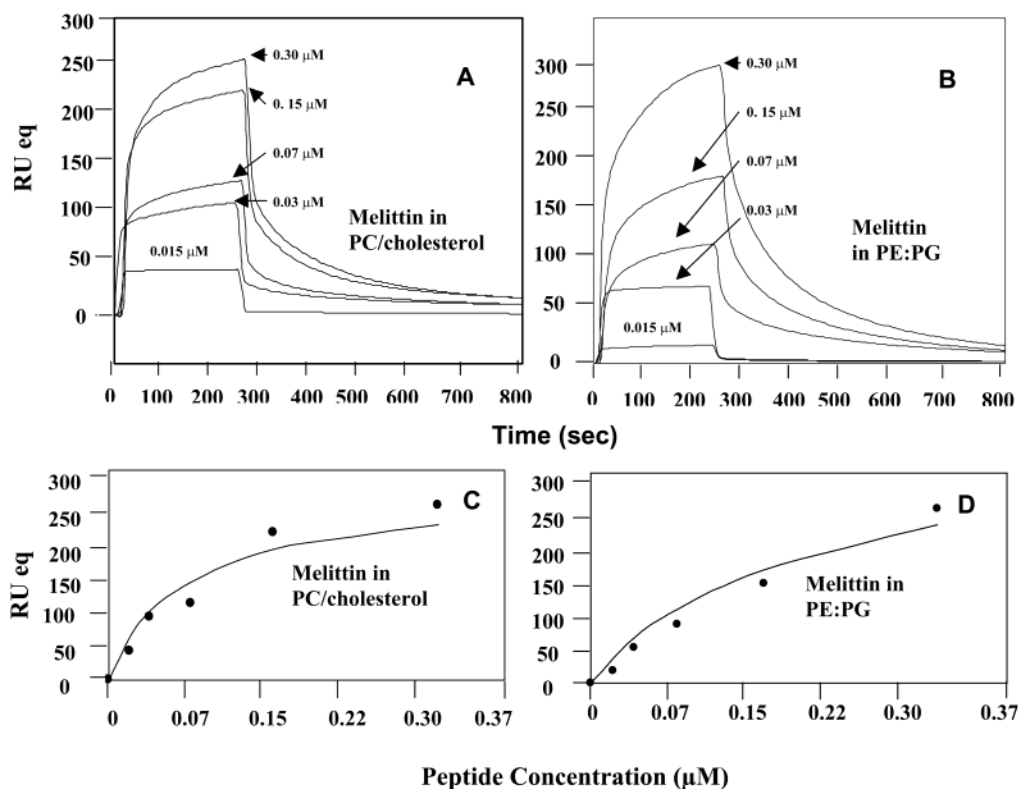 300
250
200
150
100
50
0
RU eq
A
0.30 μM
0. 15 μM
0.07 μM
0.03 μM
0.015 μM
Melittin in
PC/cholesterol
0 100 200 300 400 500 600 700 800
300
250
200
150
100
50
0
B
0.30 μM
0. 15 μM
0.07 μM
0.03 μM
0.015 μM
Melittin
in PE:PG
0 100 200 300 400 500 600 700 800
Time (sec)
300
250
200
150
100
50
0
RU eq
C
Melittin in
PC/cholesterol
0 0.07 0.15 0.22 0.30 0.37
300
250
200
150
100
50
0
D
Melittin in
PE:PG
0 0.07 0.15 0.22 0.30 0.37
Peptide Concentration (μM)